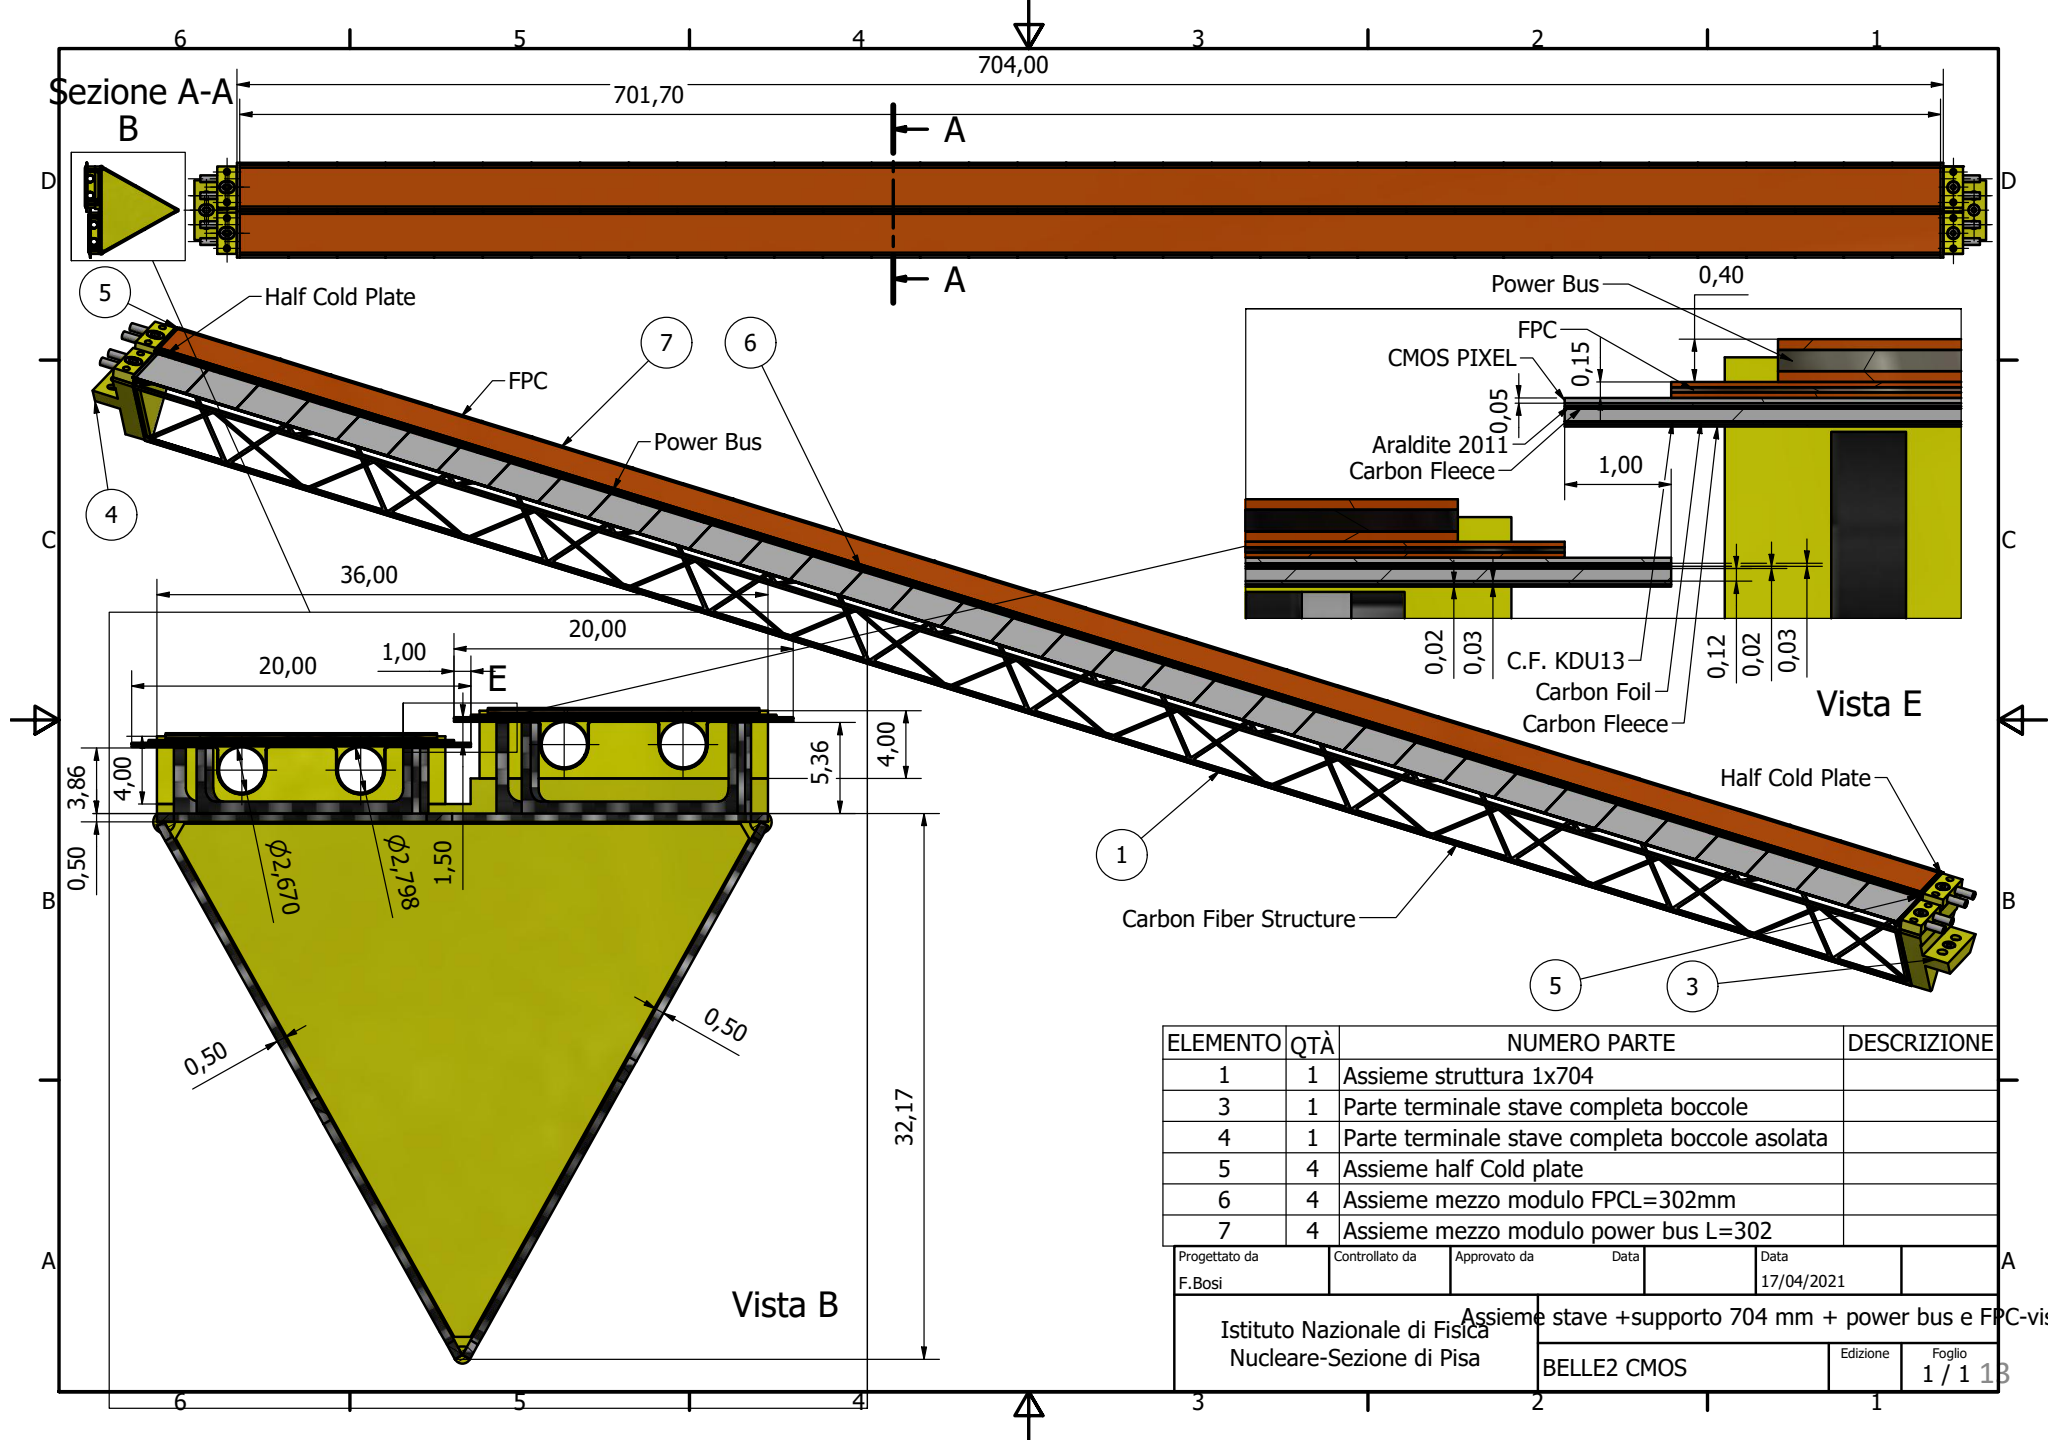 6 5 4 3 2 1
704,00
Sezione A-A
701,70
B
A
D
D
A
5
Half Cold Plate
7
6
FPC
Power Bus
4
C
C
Power Bus
0,40
FPC
CMOS PIXEL
0,15
0,05
Araldite 2011
Carbon Fleece
1,00
0,02
0,03
C.F. KDU13
0,12
0,02
0,03
Carbon Foil
Carbon Fleece
Vista E
36,00
20,00
1,00
20,00
E
3,86
4,00
5,36
4,00
0,50
Ø2,670
Ø2,798
1,50
B
B
Half Cold Plate
1
Carbon Fiber Structure
5
3
0,50
0,50
32,17
Vista B
A
A
ELEMENTO QTÀ NUMERO PARTE DESCRIZIONE
1 1 Assieme struttura 1x704
3 1 Parte terminale stave completa boccole
4 1 Parte terminale stave completa boccole asolata
5 4 Assieme half Cold plate
6 4 Assieme mezzo modulo FPCL=302mm
7 4 Assieme mezzo modulo power bus L=302
Progettato da Controllato da Approvato da Data Data
F.Bosi 17/04/2021
Assieme stave +supporto 704 mm + power bus e FPC-vis
Istituto Nazionale di Fisica
Nucleare-Sezione di Pisa
BELLE2 CMOS
Edizione
Foglio
1 / 1
13
6 5 4 3 2 1